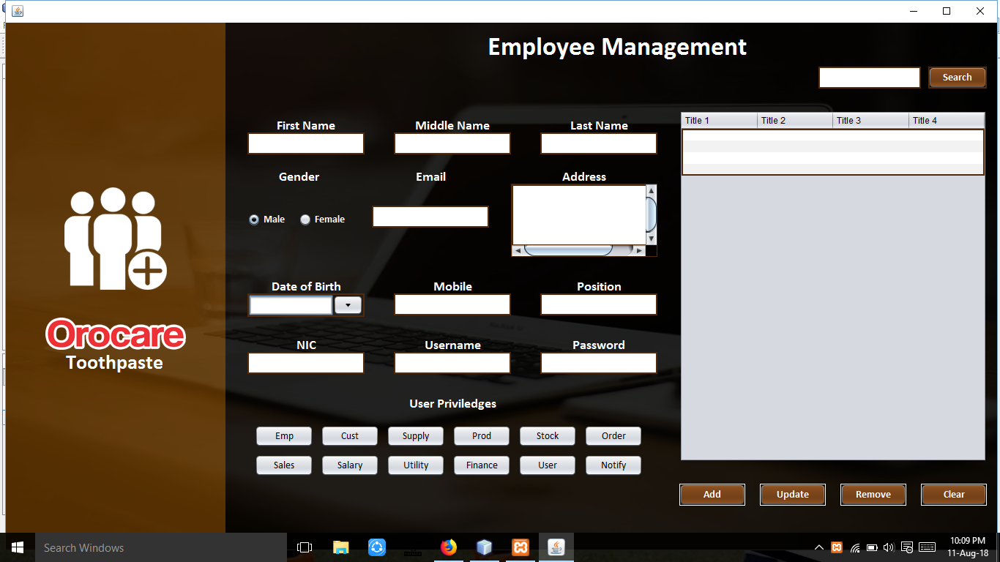 Employee Management
Search
First Name Middle Name Last Name
Title 1 Title 2 Title 3 Title 4
Gender Email Address
Male Female
Date of Birth Mobile Position
NIC Username Password
Orocare
Toothpaste
User Priviledges
Emp Cust Supply Prod Stock Order
Sales Salary Utility Finance User Notify
Add Update Remove Clear
Search Windows
10:09 PM
11-Aug-18